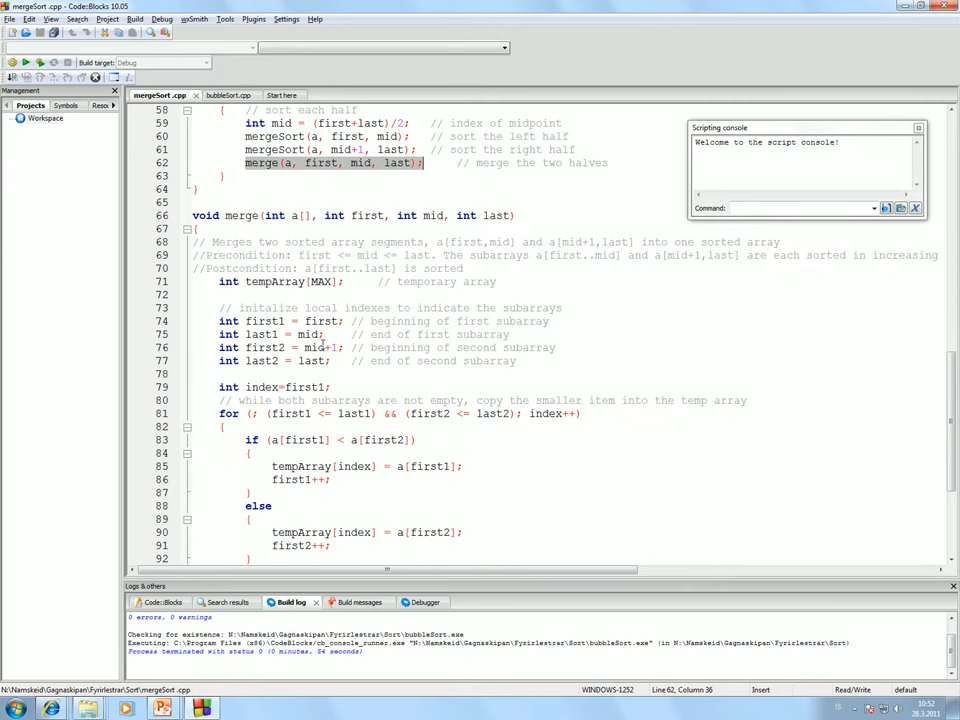 mergeSort .cpp - Code::Blocks 10.05
File Edit View Search Project Build Debug wxSmith Tools Plugins Settings Help
Build target: Debug
Management
Projects Symbols Resou
Workspace
mergeSort .cpp bubbleSort.cpp Start here
58 { // sort each half
59 int mid = (first+last)/2; // index of midpoint
60 mergeSort(a, first, mid); // sort the left half
61 mergeSort(a, mid+1, last); // sort the right half
62 merge(a, first, mid, last); // merge the two halves
63 }
64 }
65
66 void merge(int a[], int first, int mid, int last)
67 {
68 // Merges two sorted array segments, a[first,mid] and a[mid+1,last] into one sorted array
69 //Precondition: first <= mid <= last. The subarrays a[first..mid] and a[mid+1,last] are each sorted in increasing
70 //Postcondition: a[first..last] is sorted
71 int tempArray[MAX]; // temporary array
72
73 // initalize local indexes to indicate the subarrays
74 int first1 = first; // beginning of first subarray
75 int last1 = mid; // end of first subarray
76 int first2 = mid+1; // beginning of second subarray
77 int last2 = last; // end of second subarray
78
79 int index=first1;
80 // while both subarrays are not empty, copy the smaller item into the temp array
81 for (; (first1 <= last1) && (first2 <= last2); index++)
82 {
83 if (a[first1] < a[first2])
84 {
85 tempArray[index] = a[first1];
86 first1++;
87 }
88 else
89 {
90 tempArray[index] = a[first2];
91 first2++;
92 }
Scripting console
Welcome to the script console!
Command:
Logs & others
Code::Blocks Search results Build log Build messages Debugger
0 errors, 0 warnings
Checking for existence: N:\Namskeid\Gagnaskipan\Fyrirlestrar\Sort\bubbleSort.exe
Executing: C:\Program Files (x86)\CodeBlocks/cb_console_runner.exe "N:\Namskeid\Gagnaskipan\Fyrirlestrar\Sort\bubbleSort.exe" (in N:\Namskeid\Gagnaskipan\Fyrirlestrar\Sort)
Process terminated with status 0 (0 minutes, 54 seconds)
N:\Namskeid\Gagnaskipan\Fyrirlestrar\Sort\mergeSort .cpp WINDOWS-1252 Line 62, Column 36 Insert Read/Write default
IS 10:52
28.3.2011